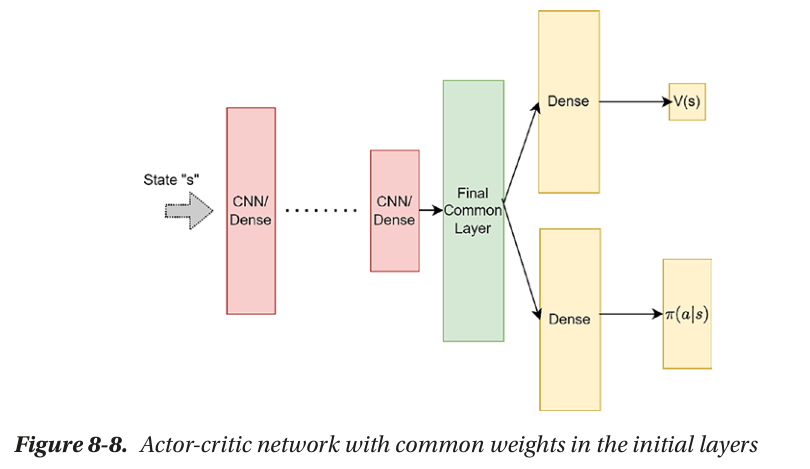 State "s"
CNN/
Dense
CNN/
Dense
Final
Common
Layer
Dense
V(s)
Dense
π(a|s)
Figure 8-8. Actor-critic network with common weights in the initial layers